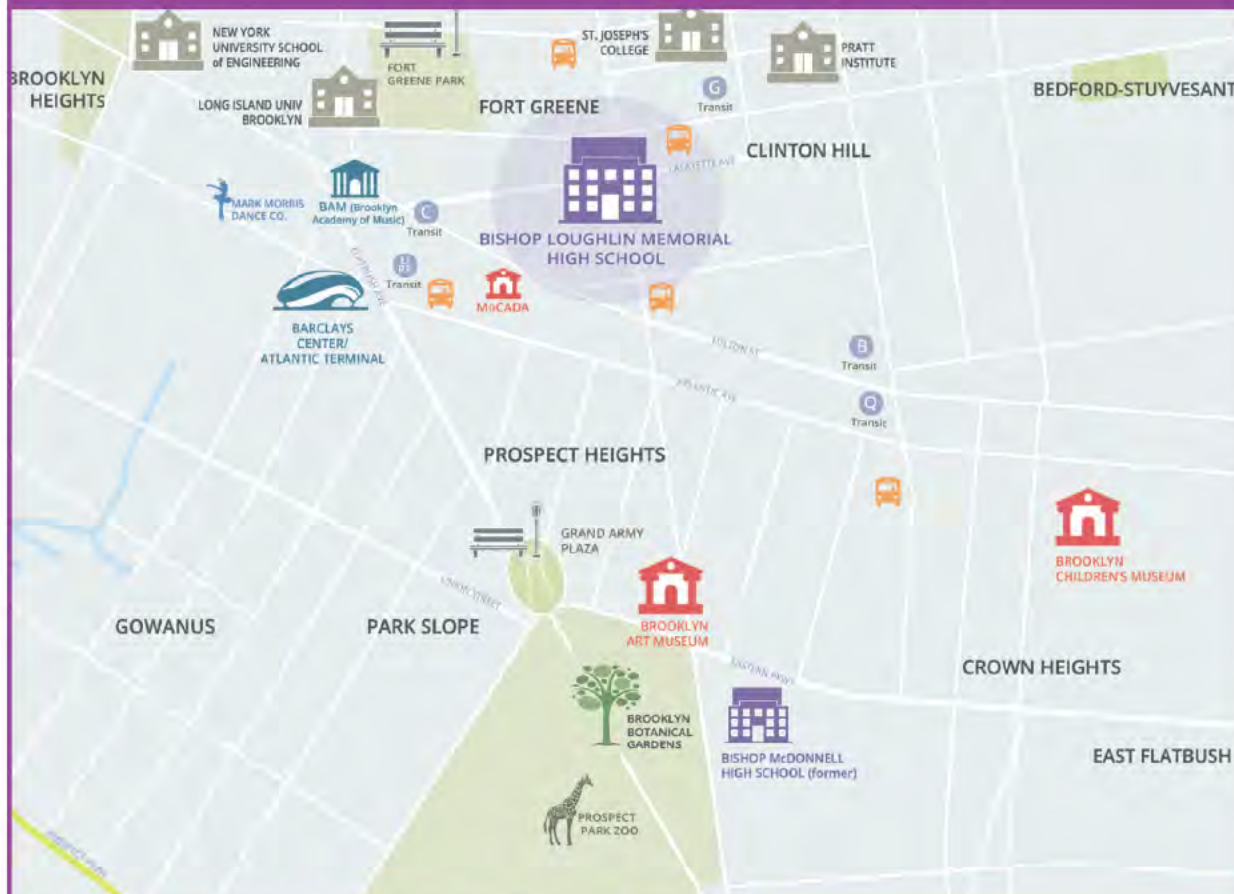 NEW YORK
UNIVERSITY SCHOOL
of ENGINEERING
ST. JOSEPH'S
COLLEGE
PRATT
INSTITUTE
FORT
GREENE PARK
BROOKLYN
HEIGHTS
BEDFORD-STUYVESANT
LONG ISLAND UNIV
BROOKLYN
FORT GREENE
G
Transit
CLINTON HILL
LAFAYETTE AVE
MARK MORRIS
DANCE CO.
BAM (Brooklyn
Academy of Music)
C
Transit
BISHOP LOUGHLIN MEMORIAL
HIGH SCHOOL
FLATBUSH AVE
Transit
MoCADA
BARCLAYS
CENTER/
ATLANTIC TERMINAL
FULTON ST
B
Transit
ATLANTIC AVE
Q
Transit
PROSPECT HEIGHTS
GRAND ARMY
PLAZA
BROOKLYN
CHILDREN'S MUSEUM
UNION STREET
GOWANUS
PARK SLOPE
BROOKLYN
ART MUSEUM
EASTERN PKWY
CROWN HEIGHTS
BROOKLYN
BOTANICAL
GARDENS
BISHOP McDONNELL
HIGH SCHOOL (former)
EAST FLATBUSH
PROSPECT
PARK ZOO